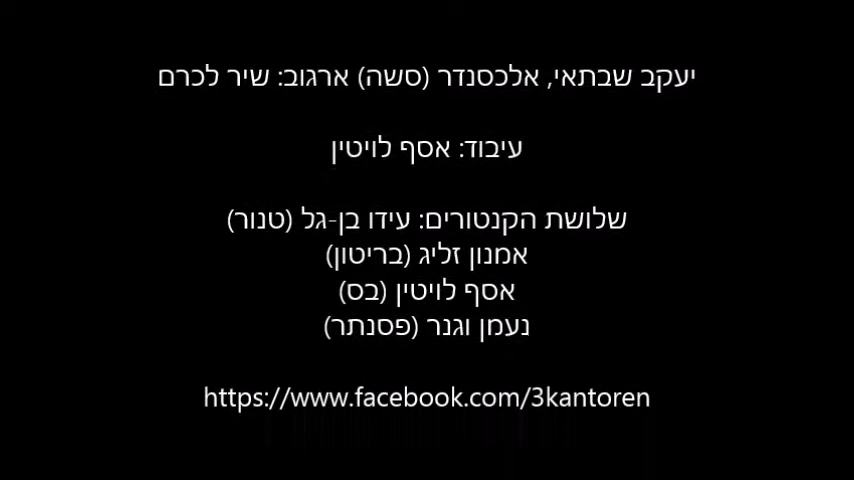 יעקב שבתאי, אלכסנדר (סשה) ארגוב: שיר לכרם
עיבוד: אסף לויטין
שלושת הקנטורים: עידו בן-גל (טנור)
אמנון זליג (בריטון)
אסף לויטין (בס)
נעמן וגנר (פסנתר)
https://www.facebook.com/3kantoren